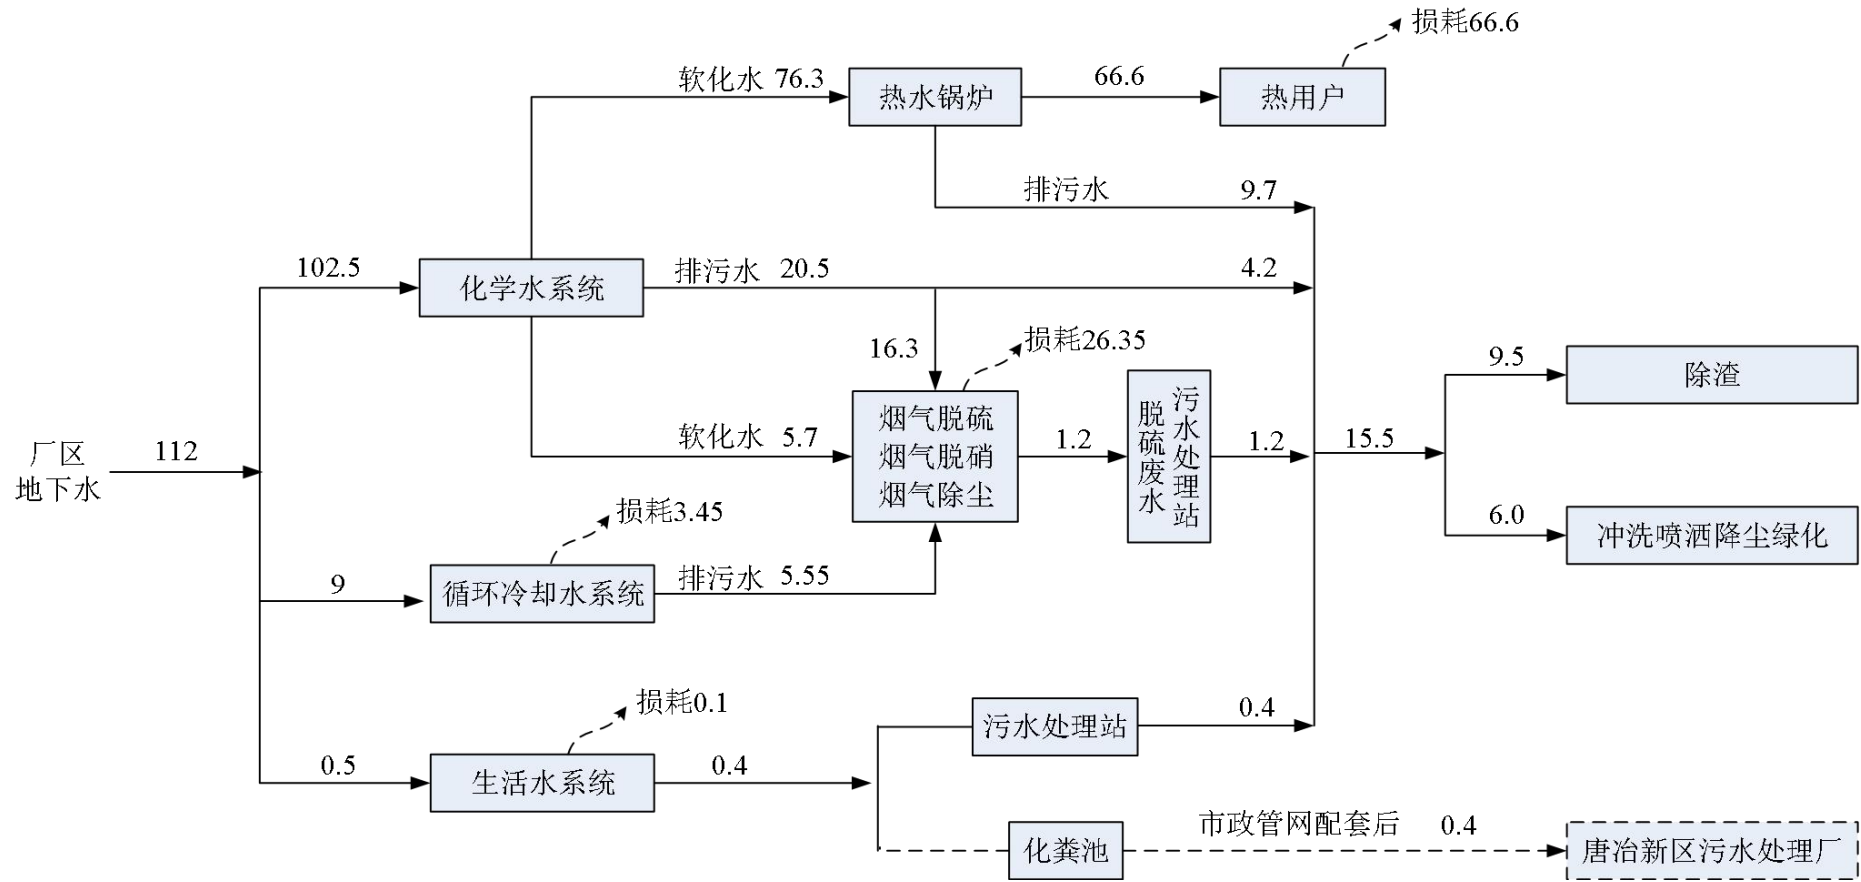 损耗66.6
软化水 76.3
热水锅炉
66.6
热用户
排污水
9.7
102.5
化学水系统
排污水 20.5
4.2
16.3
损耗26.35
厂区
地下水
112
软化水 5.7
烟气脱硫
烟气脱硝
烟气除尘
1.2
脱硫废水
污水处理站
1.2
15.5
9.5
除渣
6.0
冲洗喷洒降尘绿化
损耗3.45
9
循环冷却水系统
排污水 5.55
损耗0.1
0.5
生活水系统
0.4
污水处理站
0.4
化粪池
市政管网配套后 0.4
唐冶新区污水处理厂